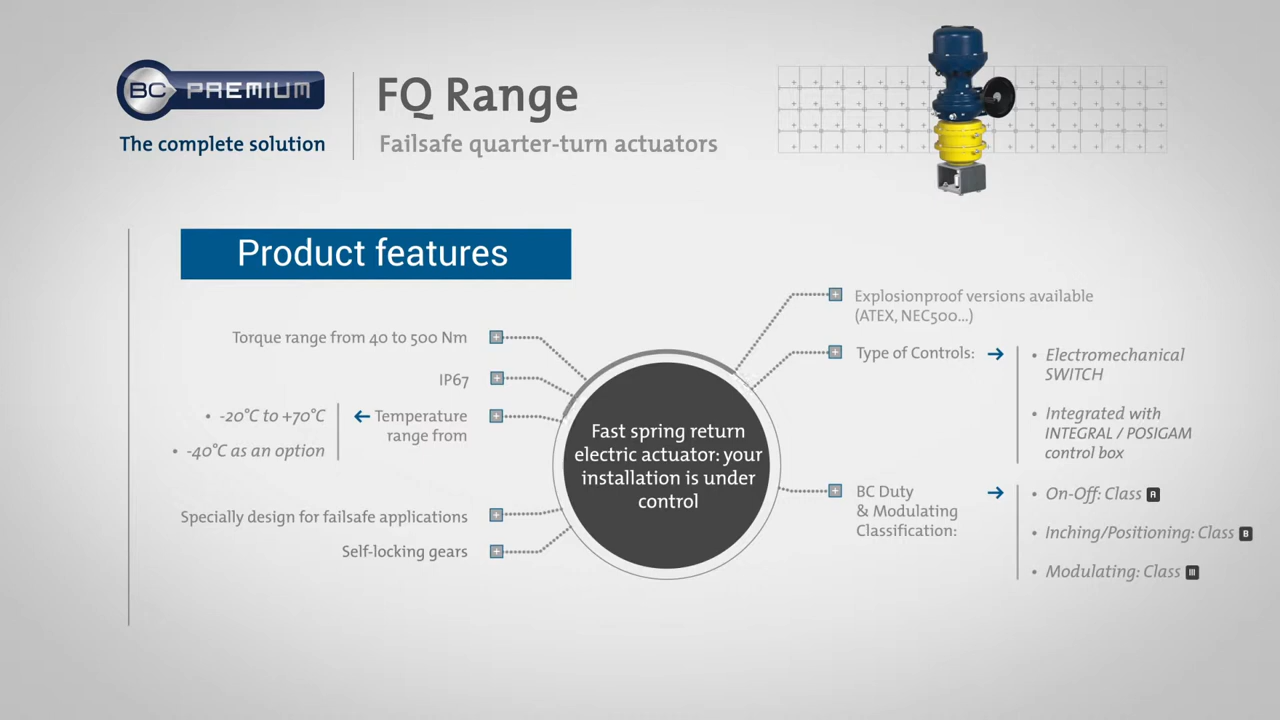 BC PREMIUM
The complete solution
FQ Range
Failsafe quarter-turn actuators
Product features
Torque range from 40 to 500 Nm
IP67
Temperature
range from
• -20°C to +70°C
• -40°C as an option
Specially design for failsafe applications
Self-locking gears
Fast spring return
electric actuator: your
installation is under
control
Explosionproof versions available
(ATEX, NEC500...)
Type of Controls:
• Electromechanical
SWITCH
• Integrated with
INTEGRAL / POSIGAM
control box
BC Duty
& Modulating
Classification:
• On-Off: Class A
• Inching/Positioning: Class B
• Modulating: Class III